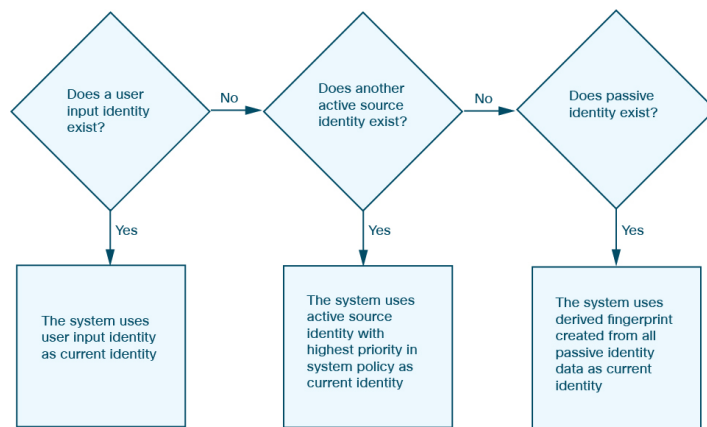 Does a user
input identity
exist?
No
Does another
active source
identity exist?
No
Does passive
identity exist?
Yes
Yes
Yes
The system uses
user input identity
as current identity
The system uses
active source
identity with
highest priority in
system policy as
current identity
The system uses
derived fingerprint
created from all
passive identity
data as current
identity